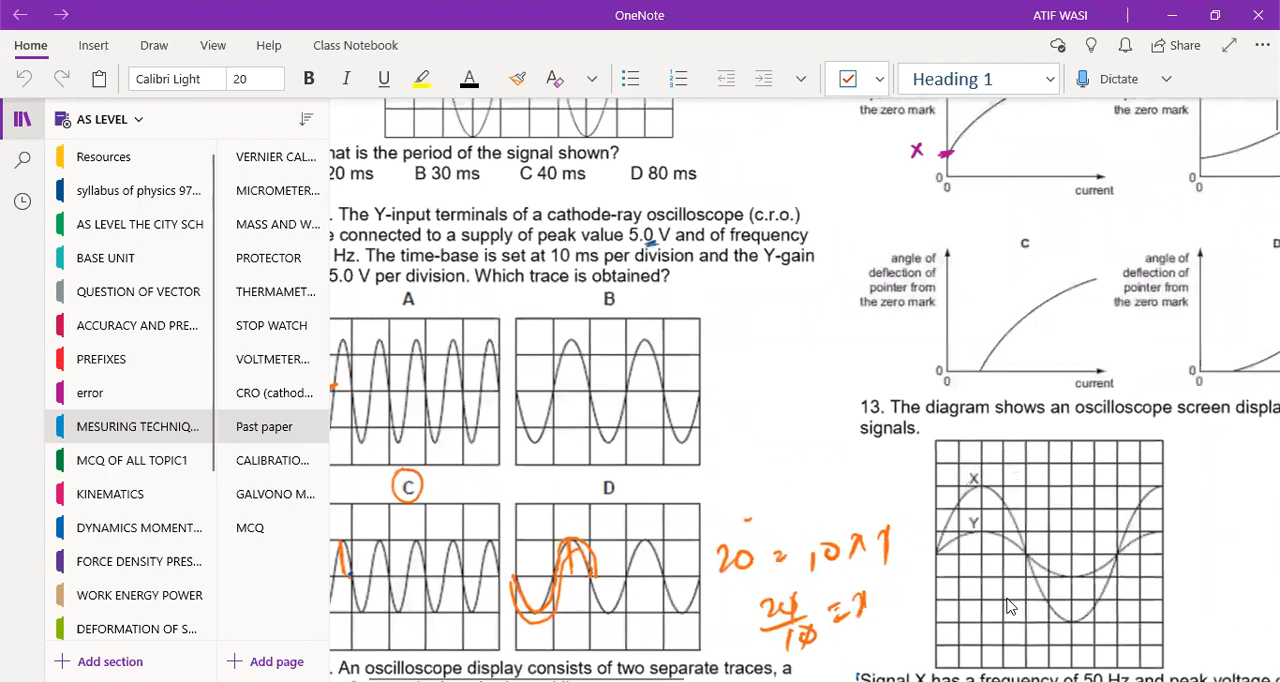 OneNote
ATIF WASI
Home Insert Draw View Help Class Notebook
Share
Calibri Light 20 B I U A Heading 1 Dictate
AS LEVEL
Resources
syllabus of physics 97...
AS LEVEL THE CITY SCH
BASE UNIT
QUESTION OF VECTOR
ACCURACY AND PRE...
PREFIXES
error
MESURING TECHNIQ...
MCQ OF ALL TOPIC1
KINEMATICS
DYNAMICS MOMENT...
FORCE DENSITY PRES...
WORK ENERGY POWER
DEFORMATION OF S...
+ Add section
VERNIER CAL...
MICROMETER...
MASS AND W...
PROTECTOR
THERMAMET...
STOP WATCH
VOLTMETER...
CRO (cathod...
Past paper
CALIBRATIO...
GALVONO M...
MCQ
+ Add page
hat is the period of the signal shown?
20 ms B 30 ms C 40 ms D 80 ms
. The Y-input terminals of a cathode-ray oscilloscope (c.r.o.)
e connected to a supply of peak value 5.0 V and of frequency
Hz. The time-base is set at 10 ms per division and the Y-gain
5.0 V per division. Which trace is obtained?
A B
C D
20 = 10 x x
= x
. An oscilloscope display consists of two separate traces, a
the zero mark
X
0
0
current
the zero mark
0
0
C
angle of
deflection of
pointer from
the zero mark
0
0
current
D
angle of
deflection of
pointer from
the zero mark
0
0
13. The diagram shows an oscilloscope screen displa
signals.
X
Y
Signal X has a frequency of 50 Hz and peak voltage